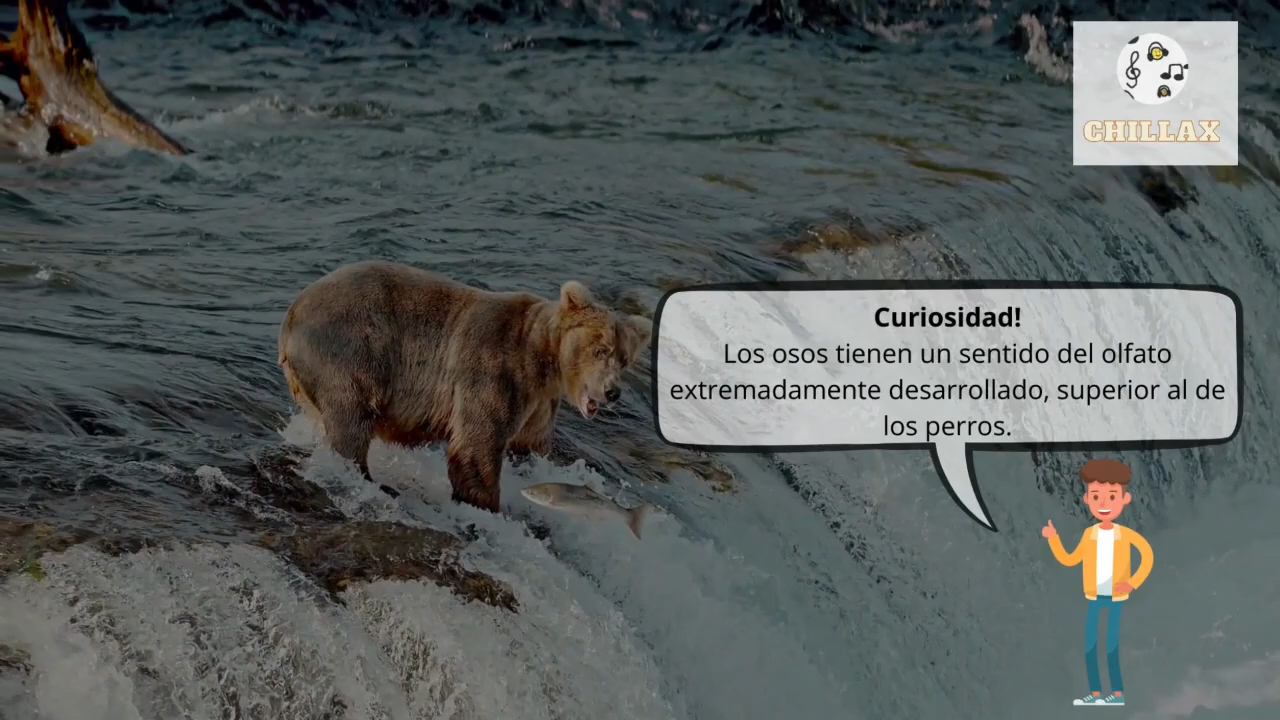 CHILLAX
Curiosidad!
Los osos tienen un sentido del olfato
extremadamente desarrollado, superior al de
los perros.